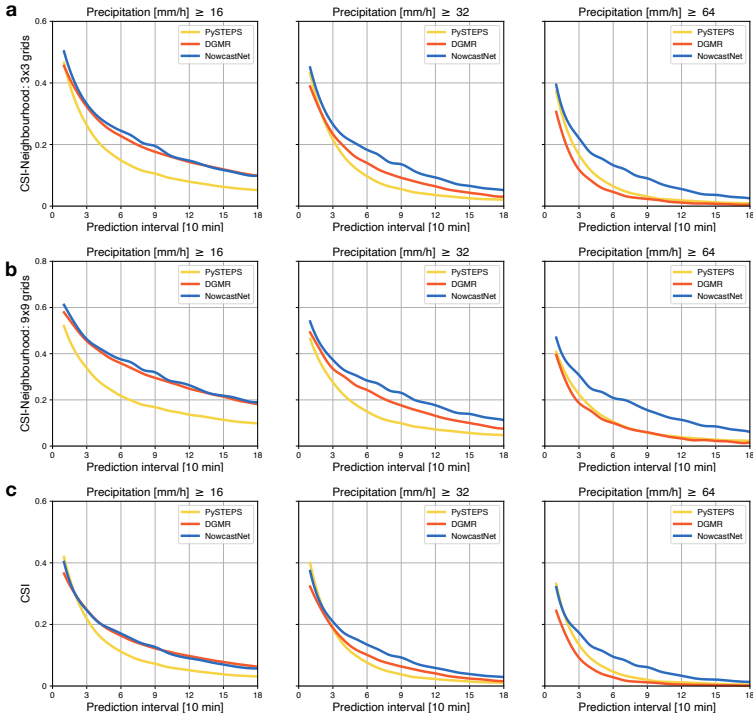 a
Precipitation [mm/h] ≥ 16
Precipitation [mm/h] ≥ 32
Precipitation [mm/h] ≥ 64
CSI-Neighbourhood: 3x3 grids
0.6
0.4
0.2
0
PySTEPS
DGMR
NowcastNet
PySTEPS
DGMR
NowcastNet
PySTEPS
DGMR
NowcastNet
3 6 9 12 15 18
3 6 9 12 15 18
3 6 9 12 15 18
Prediction interval [10 min]
Prediction interval [10 min]
Prediction interval [10 min]
b
Precipitation [mm/h] ≥ 16
Precipitation [mm/h] ≥ 32
Precipitation [mm/h] ≥ 64
CSI-Neighbourhood: 9x9 grids
0.8
0.6
0.4
0.2
0
PySTEPS
DGMR
NowcastNet
PySTEPS
DGMR
NowcastNet
PySTEPS
DGMR
NowcastNet
3 6 9 12 15 18
3 6 9 12 15 18
3 6 9 12 15 18
Prediction interval [10 min]
Prediction interval [10 min]
Prediction interval [10 min]
c
Precipitation [mm/h] ≥ 16
Precipitation [mm/h] ≥ 32
Precipitation [mm/h] ≥ 64
CSI
0.6
0.4
0.2
0
PySTEPS
DGMR
NowcastNet
PySTEPS
DGMR
NowcastNet
PySTEPS
DGMR
NowcastNet
3 6 9 12 15 18
3 6 9 12 15 18
3 6 9 12 15 18
Prediction interval [10 min]
Prediction interval [10 min]
Prediction interval [10 min]